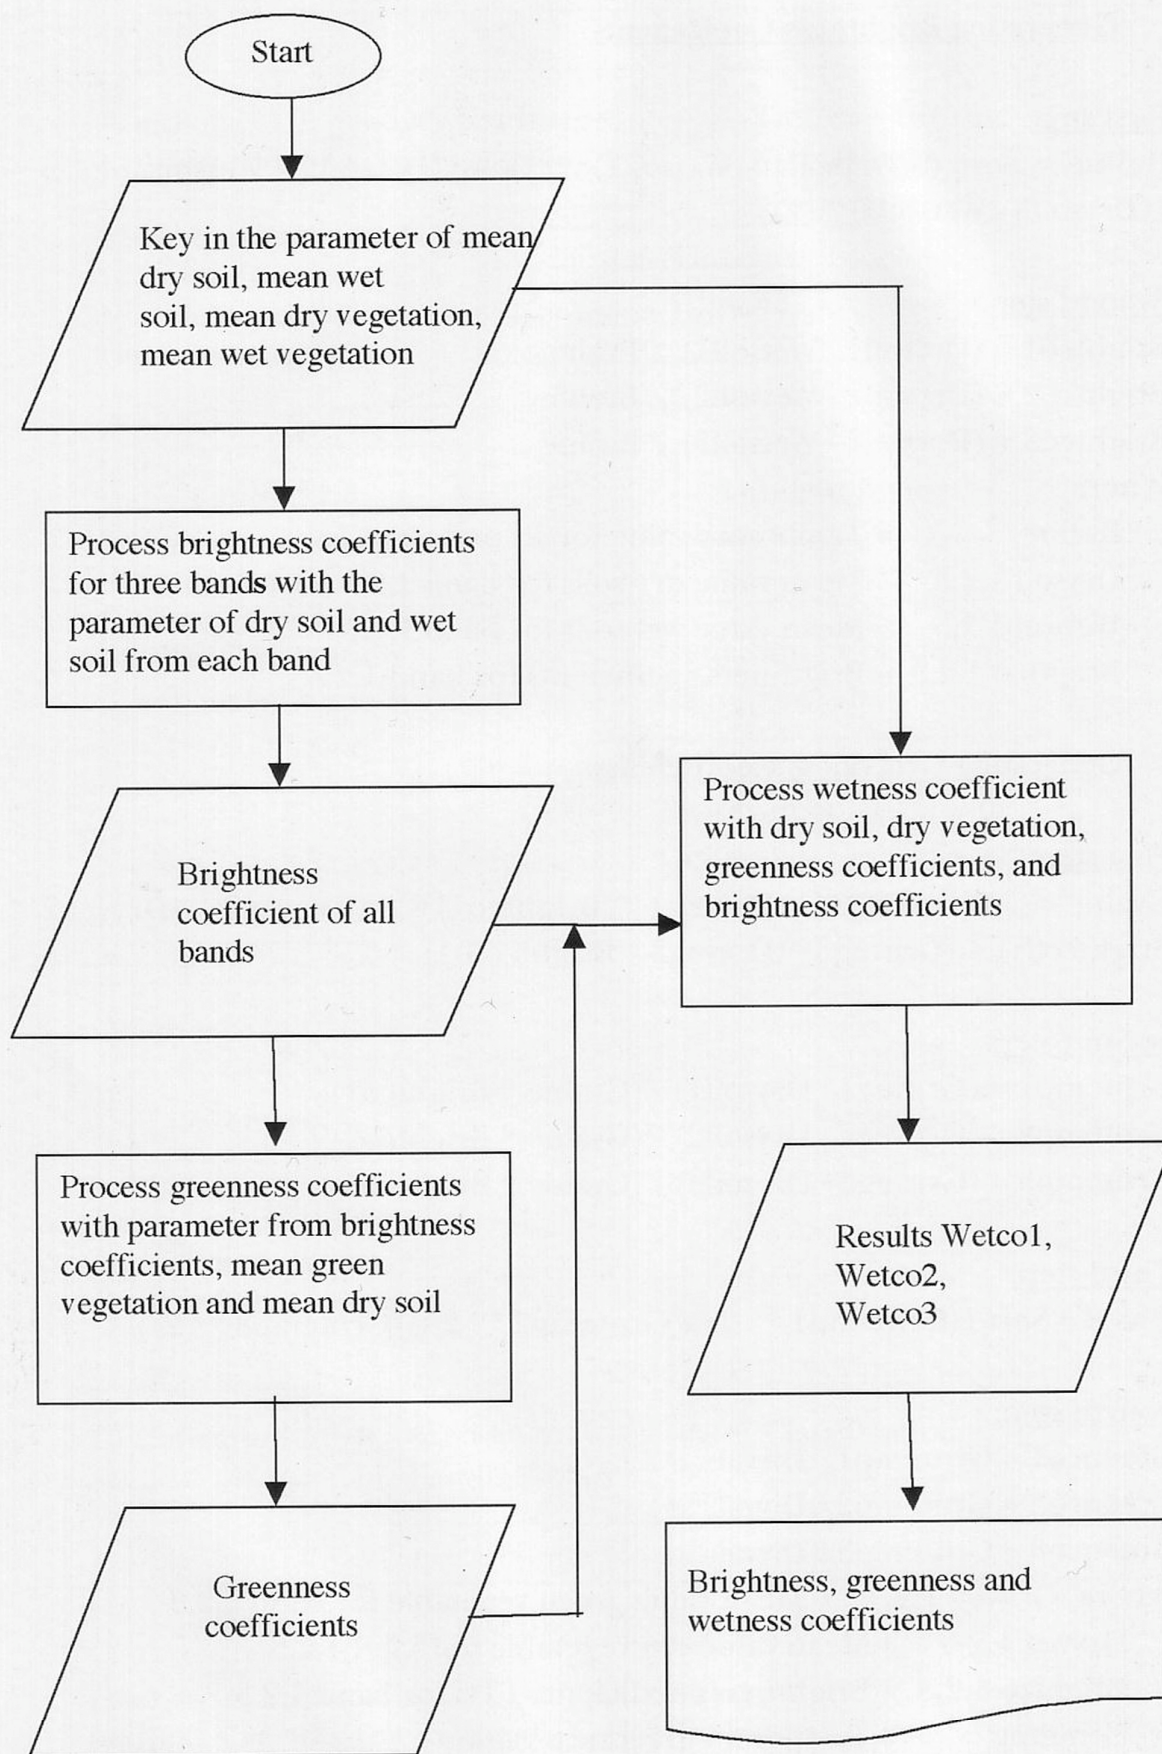 Start
Key in the parameter of mean
dry soil, mean wet
soil, mean dry vegetation,
mean wet vegetation
Process brightness coefficients
for three bands with the
parameter of dry soil and wet
soil from each band
Brightness
coefficient of all
bands
Process greenness coefficients
with parameter from brightness
coefficients, mean green
vegetation and mean dry soil
Greenness
coefficients
Process wetness coefficient
with dry soil, dry vegetation,
greenness coefficients, and
brightness coefficients
Results Wetco1,
Wetco2,
Wetco3
Brightness, greenness and
wetness coefficients